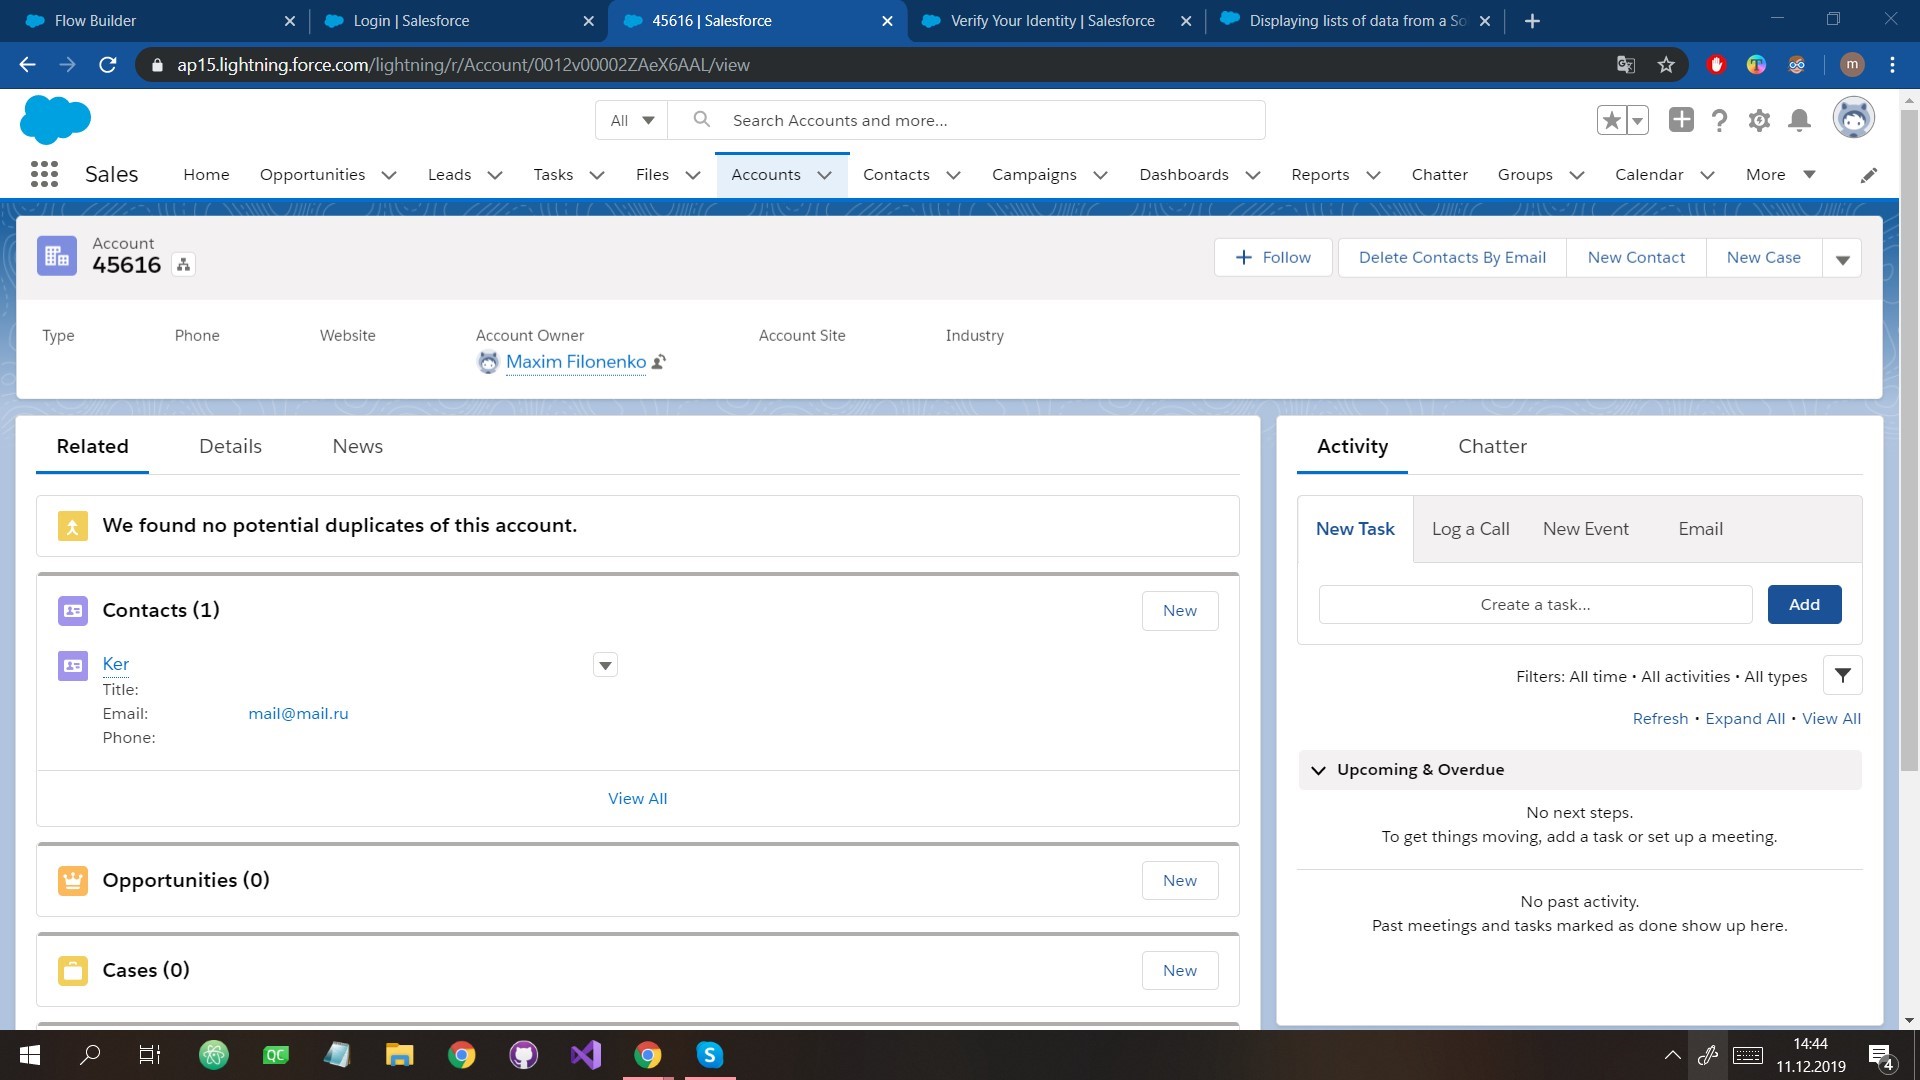 Flow Builder
Login | Salesforce
45616 | Salesforce
Verify Your Identity | Salesforce
Displaying lists of data from a So
ap15.lightning.force.com/lightning/r/Account/0012v00002ZAeX6AAL/view
m
All
Search Accounts and more...
Sales
Home
Opportunities
Leads
Tasks
Files
Accounts
Contacts
Campaigns
Dashboards
Reports
Chatter
Groups
Calendar
More
Account
45616
Follow
Delete Contacts By Email
New Contact
New Case
Type
Phone
Website
Account Owner
Account Site
Industry
Maxim Filonenko
Related
Details
News
We found no potential duplicates of this account.
Contacts (1)
New
Ker
Title:
Email: mail@mail.ru
Phone:
View All
Opportunities (0)
New
Cases (0)
New
Activity
Chatter
New Task
Log a Call
New Event
Email
Create a task...
Add
Filters: All time • All activities • All types
Refresh • Expand All • View All
Upcoming & Overdue
No next steps.
To get things moving, add a task or set up a meeting.
No past activity.
Past meetings and tasks marked as done show up here.
QC
S
14:44
11.12.2019
4